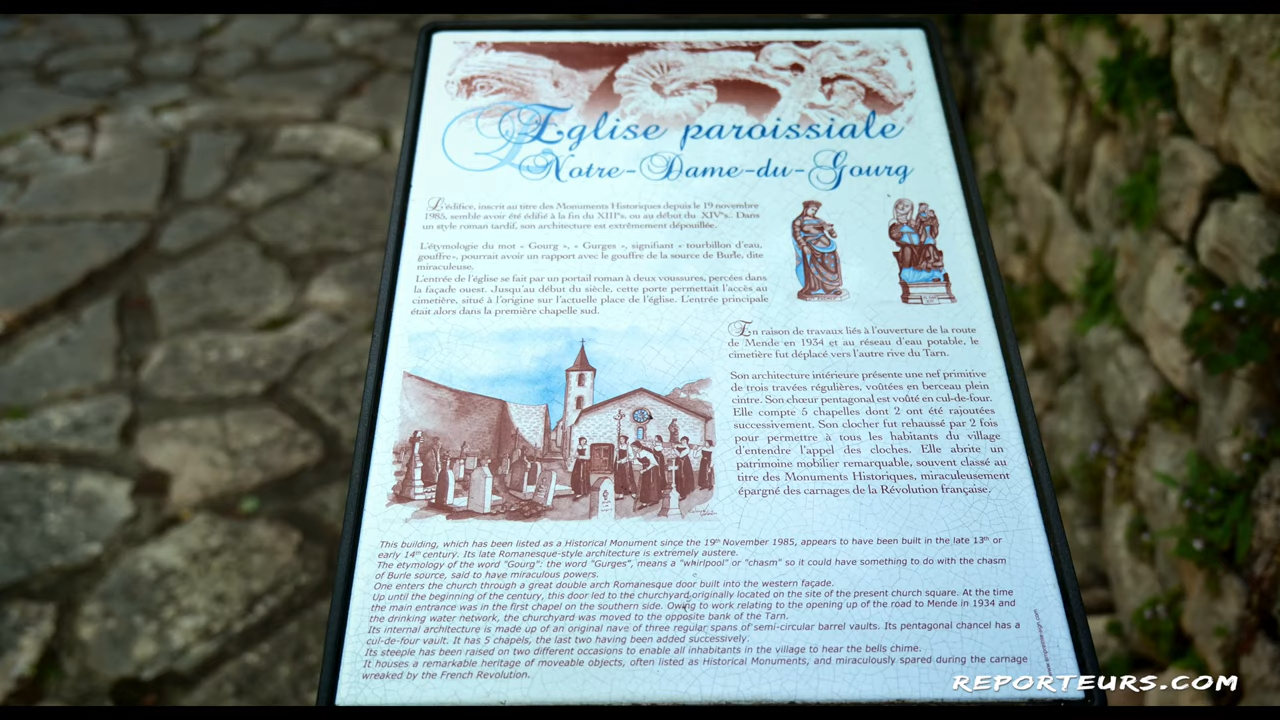 Eglise paroissiale
Notre-Dame-du-Gourg
L'édifice, inscrit au titre des Monuments Historiques depuis le 19 novembre
1985, semble avoir été édifié à la fin du XIIIᵉs, ou au début du XIVᵉs.. Dans
un style roman tardif, son architecture est extrêmement dépouillée.
L'étymologie du mot « Gourg », « Gurges », signifiant « tourbillon d'eau,
gouffre», pourrait avoir un rapport avec le gouffre de la source de Burle, dite
miraculeuse.
L'entrée de l'église se fait par un portail roman à deux voussures, percées dans
la façade ouest. Jusqu'au début du siècle, cette porte permettait l'accès au
cimetière, situé à l'origine sur l'actuelle place de l'église. L'entrée principale
était alors dans la première chapelle sud.
En raison de travaux liés à l'ouverture de la route
de Mende en 1934 et au réseau d'eau potable, le
cimetière fut déplacé vers l'autre rive du Tarn.
Son architecture intérieure présente une nef primitive
de trois travées régulières, voûtées en berceau plein
cintre. Son chœur pentagonal est voûté en cul-de-four.
Elle compte 5 chapelles dont 2 ont été rajoutées
successivement. Son clocher fut rehaussé par 2 fois
pour permettre à tous les habitants du village
d'entendre l'appel des cloches. Elle abrite un
patrimoine mobilier remarquable, souvent classé au
titre des Monuments Historiques, miraculeusement
épargné des carnages de la Révolution française.
This building, which has been listed as a Historical Monument since the 19th November 1985, appears to have been built in the late 13th or
early 14th century. Its late Romanesque-style architecture is extremely austere.
The etymology of the word "Gourg": the word "Gurges", means a "whirlpool" or "chasm" so it could have something to do with the chasm
of Burle source, said to have miraculous powers.
One enters the church through a great double arch Romanesque door built into the western façade.
Up until the beginning of the century, this door led to the churchyard originally located on the site of the present church square. At the time
the main entrance was in the first chapel on the southern side. Owing to work relating to the opening up of the road to Mende in 1934 and
the drinking water network, the churchyard was moved to the opposite bank of the Tarn.
Its internal architecture is made up of an original nave of three regular spans of semi-circular barrel vaults. Its pentagonal chancel has a
cul-de-four vault. It has 5 chapels, the last two having been added successively.
Its steeple has been raised on two different occasions to enable all inhabitants in the village to hear the bells chime.
It houses a remarkable heritage of moveable objects, often listed as Historical Monuments, and miraculously spared during the carnage
wreaked by the French Revolution.
REPORTEURS.COM